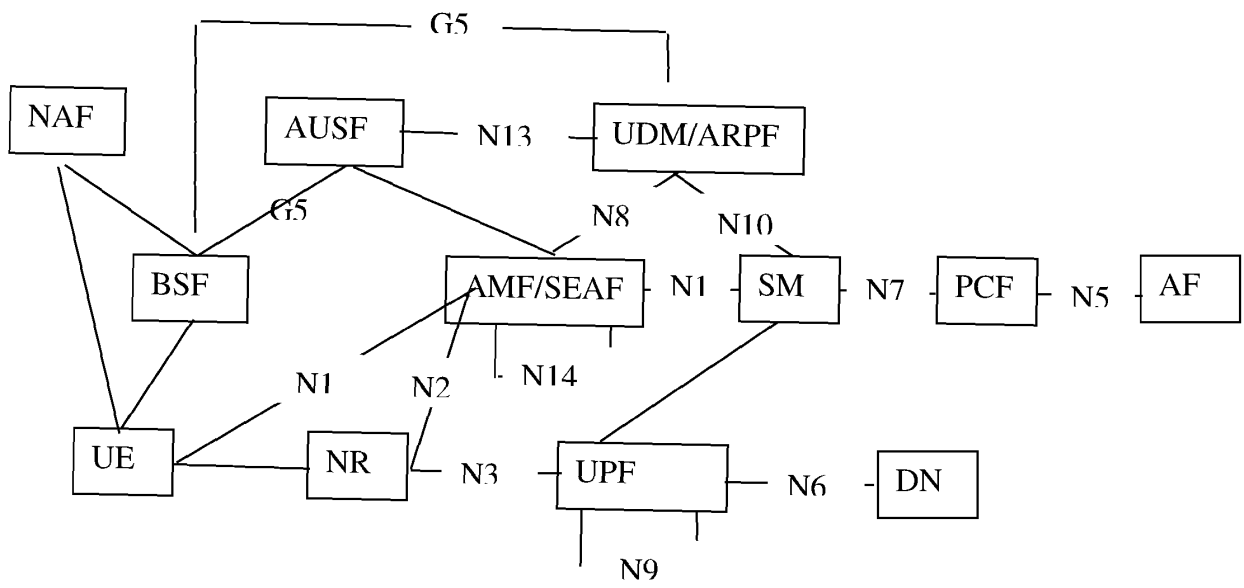 G5
NAF
AUSF
N13
UDM/ARPF
G5
N8
N10
BSF
AMF/SEAF
N1
SM
N7
PCF
N5
AF
N1
N2
N14
UE
NR
N3
UPF
N6
DN
N9